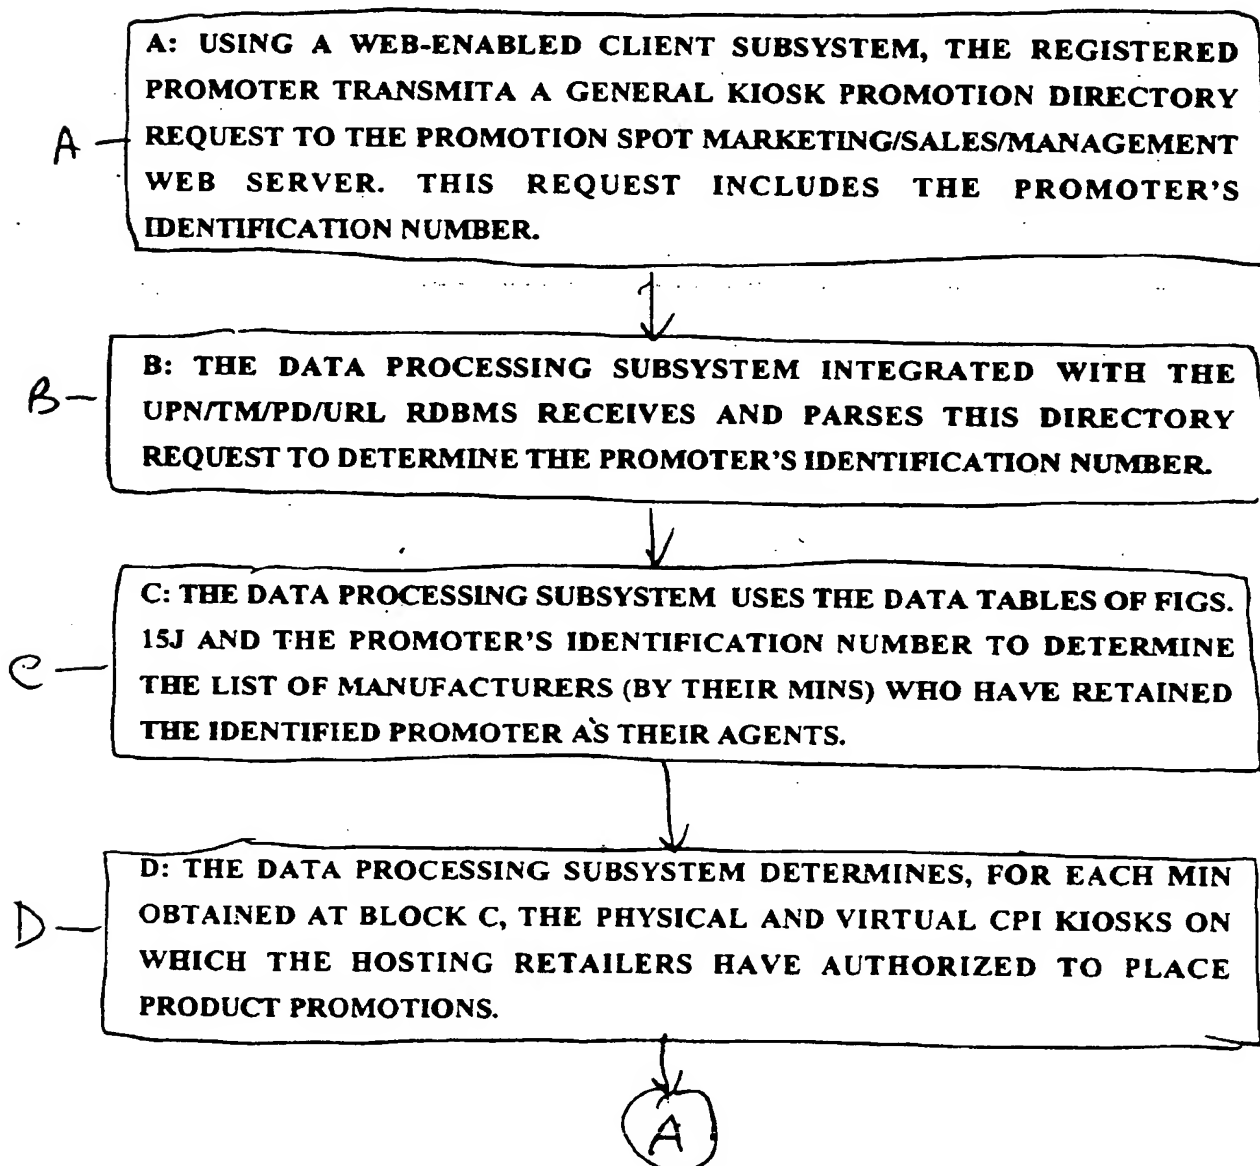 A: USING A WEB-ENABLED CLIENT SUBSYSTEM, THE REGISTERED
PROMOTER TRANSMITA A GENERAL KIOSK PROMOTION DIRECTORY
A
REQUEST TO THE PROMOTION SPOT MARKETING/SALES/MANAGEMENT
WEB SERVER. THIS REQUEST INCLUDES THE PROMOTER'S
IDENTIFICATION NUMBER.
B: THE DATA PROCESSING SUBSYSTEM INTEGRATED WITH THE
B
UPN/TM/PD/URL RDBMS RECEIVES AND PARSES THIS DIRECTORY
REQUEST TO DETERMINE THE PROMOTER'S IDENTIFICATION NUMBER.
C: THE DATA PROCESSING SUBSYSTEM USES THE DATA TABLES OF FIGS.
15J AND THE PROMOTER'S IDENTIFICATION NUMBER TO DETERMINE
C
THE LIST OF MANUFACTURERS (BY THEIR MINS) WHO HAVE RETAINED
THE IDENTIFIED PROMOTER AS THEIR AGENTS.
D: THE DATA PROCESSING SUBSYSTEM DETERMINES, FOR EACH MIN
D
OBTAINED AT BLOCK C, THE PHYSICAL AND VIRTUAL CPI KIOSKS ON
WHICH THE HOSTING RETAILERS HAVE AUTHORIZED TO PLACE
PRODUCT PROMOTIONS.
A